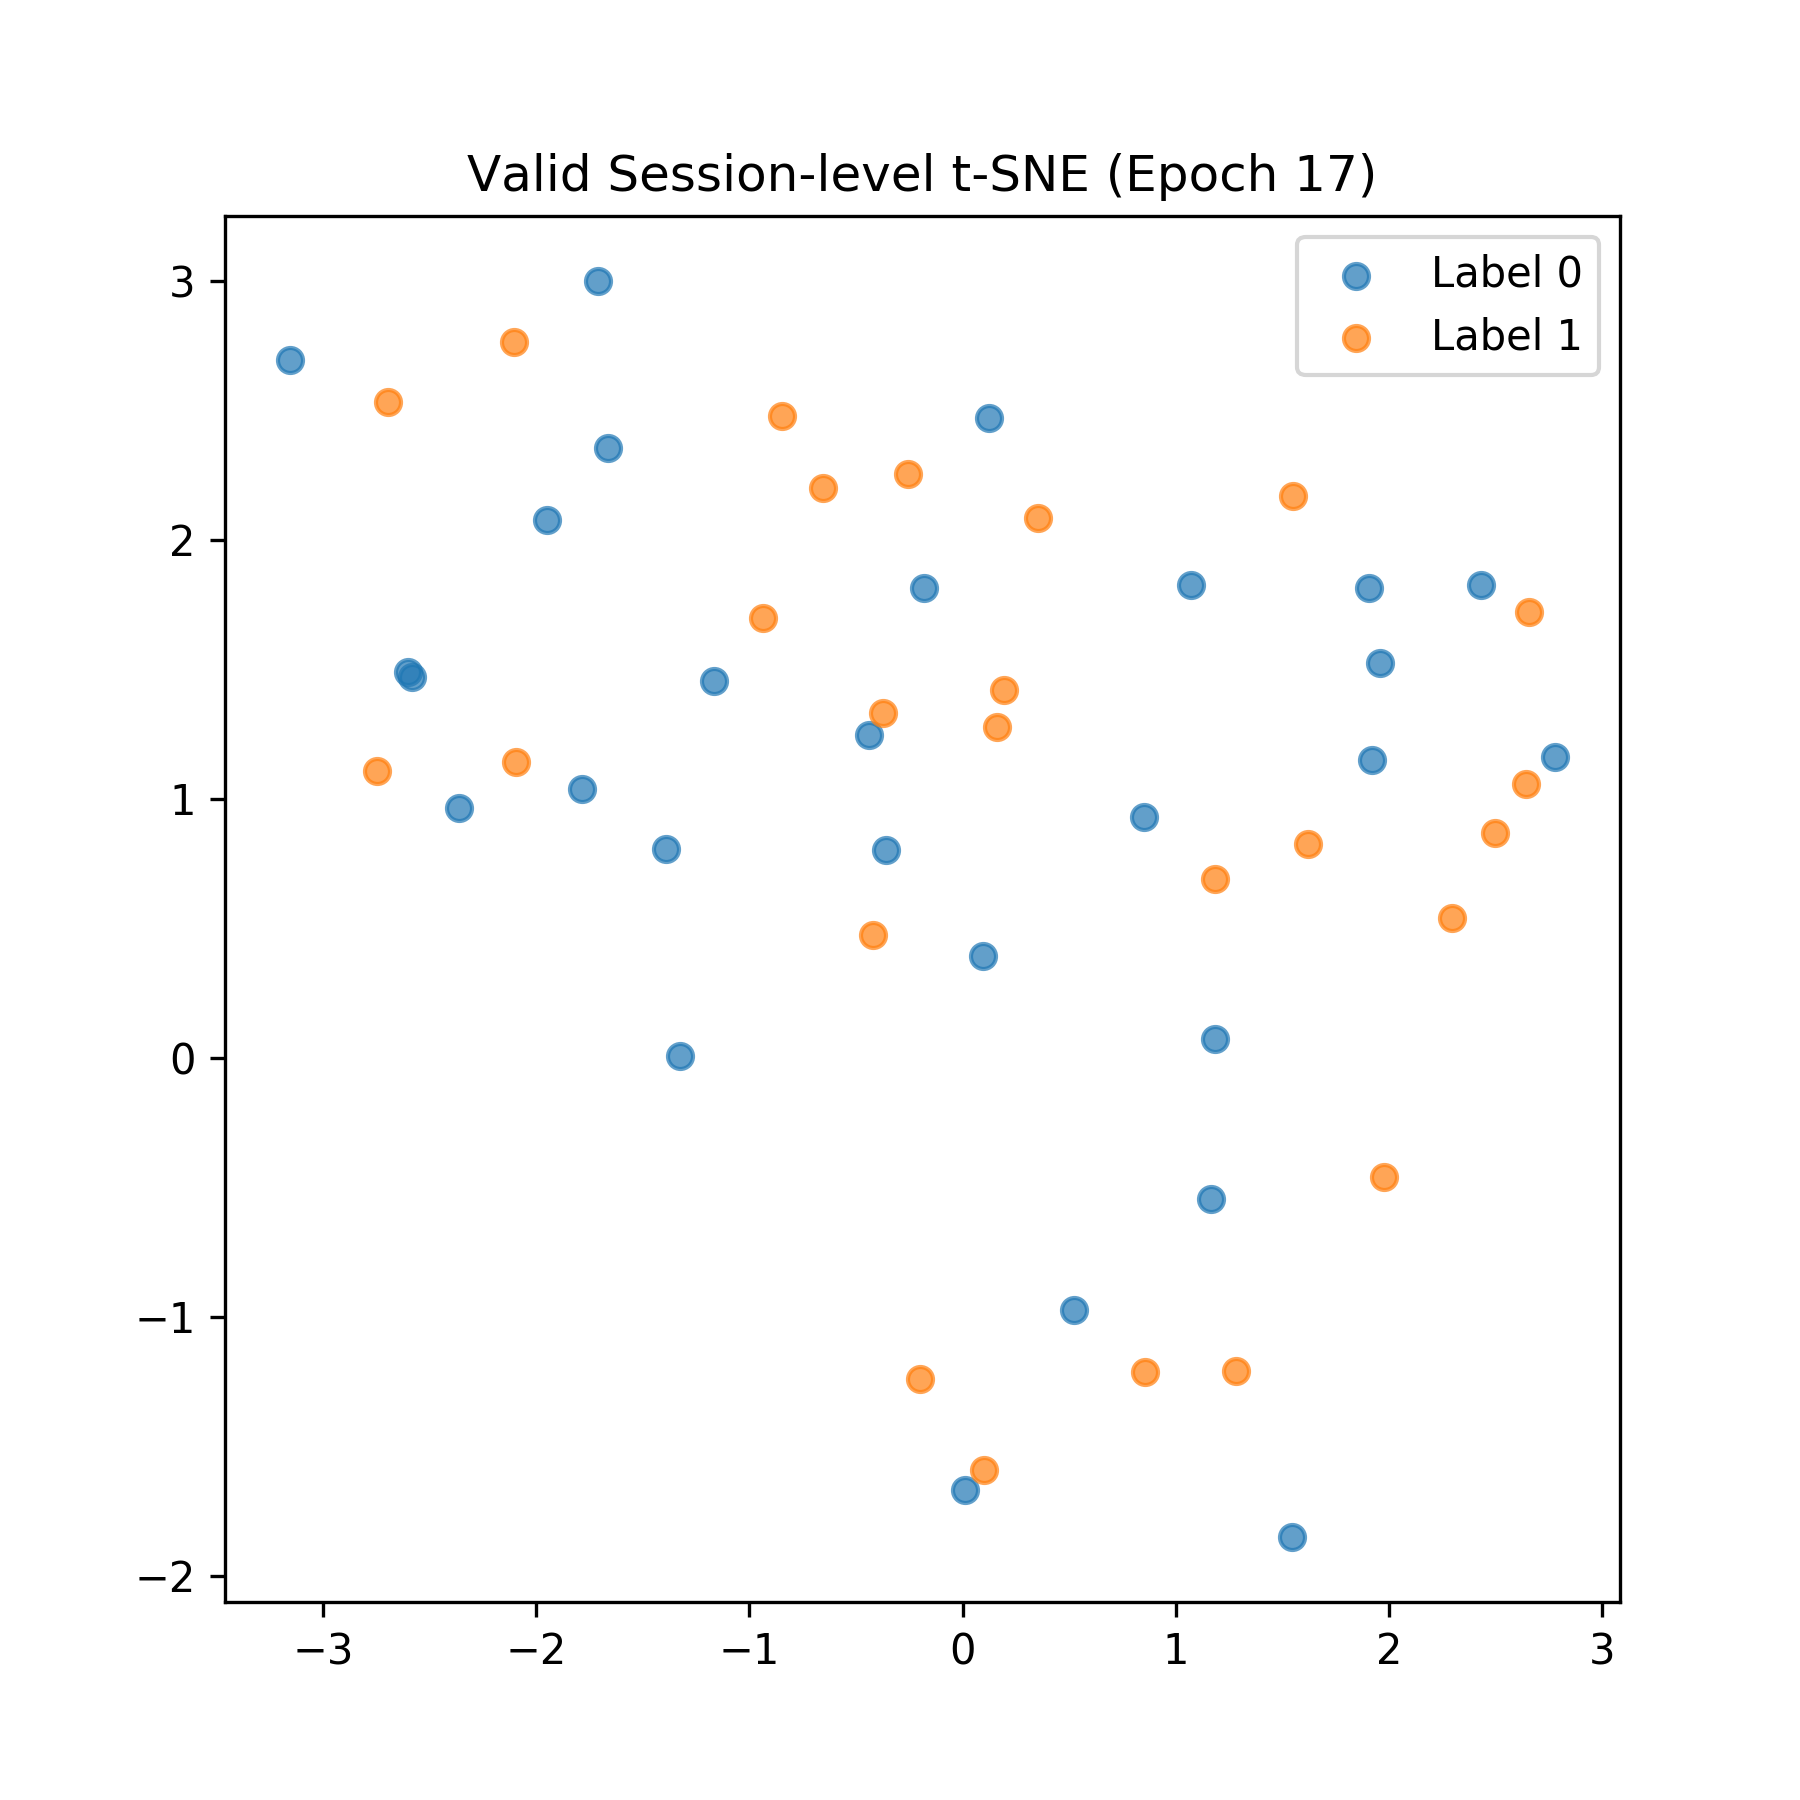 Valid Session-level t-SNE (Epoch 17)
Label 0
Label 1
3
2
1
0
−1
−2
−3 −2 −1 0 1 2 3